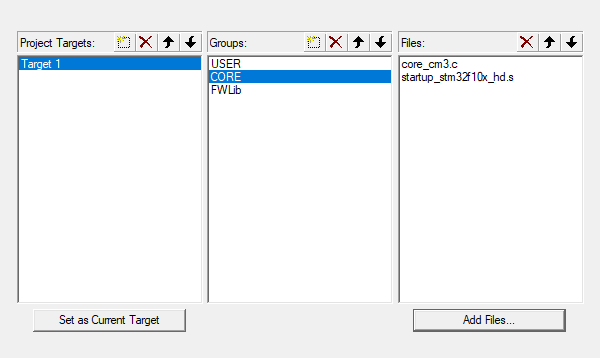 Project Targets:
Groups:
Files:
Target 1
USER
CORE
FWLib
core_cm3.c
startup_stm32f10x_hd.s
Set as Current Target
Add Files...